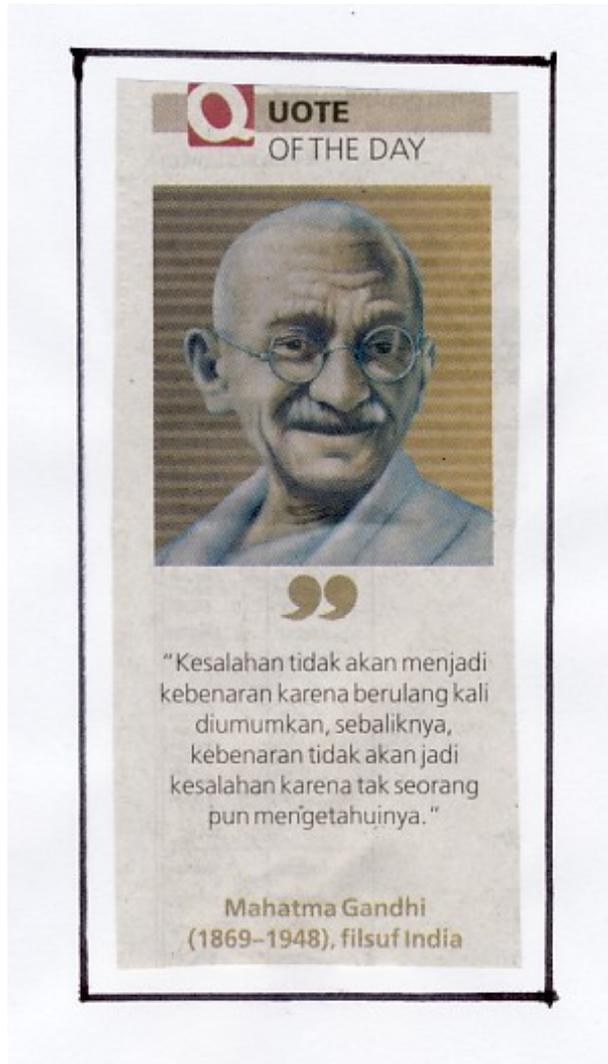 QUOTE
OF THE DAY
”
“Kesalahan tidak akan menjadi
kebenaran karena berulang kali
diumumkan, sebaliknya,
kebenaran tidak akan jadi
kesalahan karena tak seorang
pun mengetahuinya.”
Mahatma Gandhi
(1869–1948), filsuf India